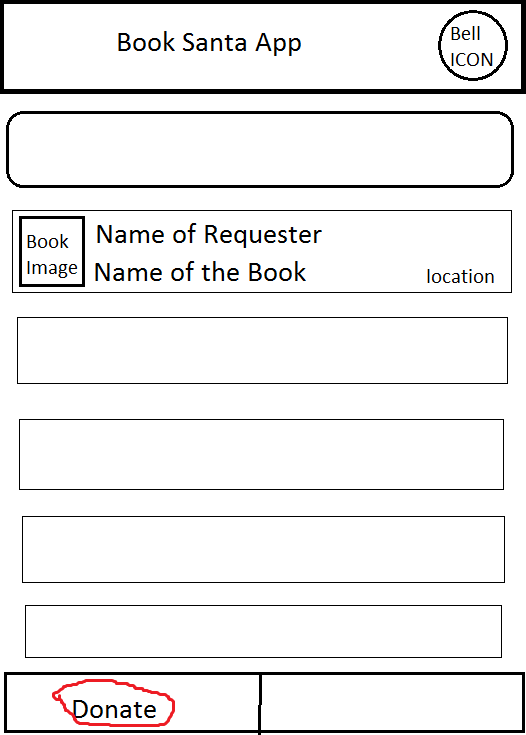 Book Santa App
Bell
ICON
Book
Image
Name of Requester
Name of the Book
location
Donate